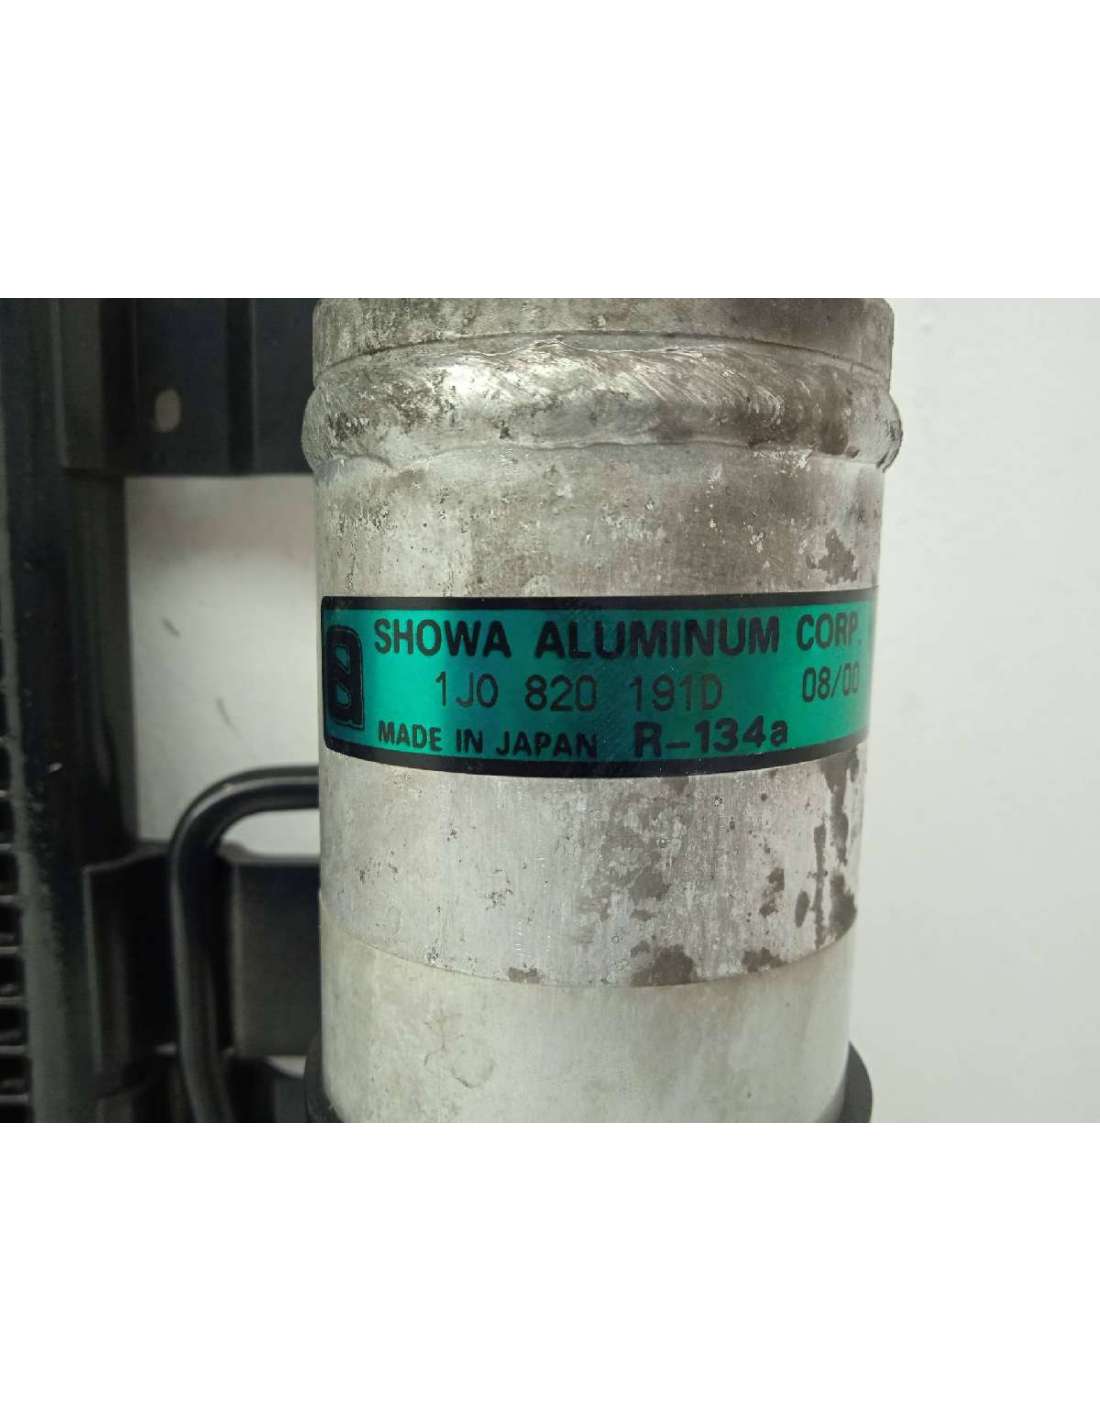 SHOWA ALUMINUM CORP.
1J0 820 191D 08/00
MADE IN JAPAN R-134a